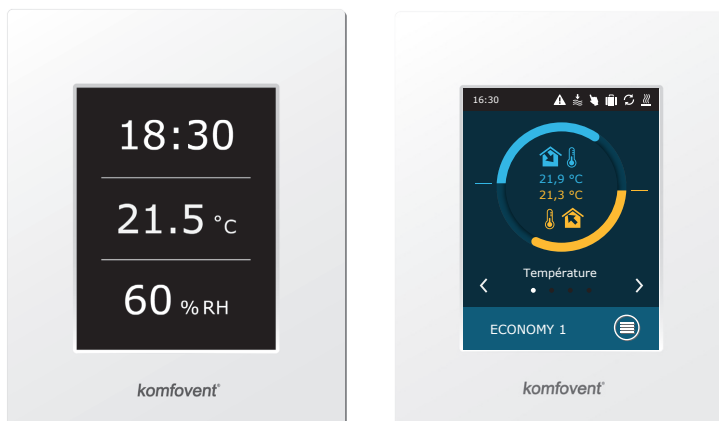 18:30
21.5 °C
60 % RH
komfovent®
16:30
21,9 °C
21,3 °C
Température
ECONOMY 1
komfovent®